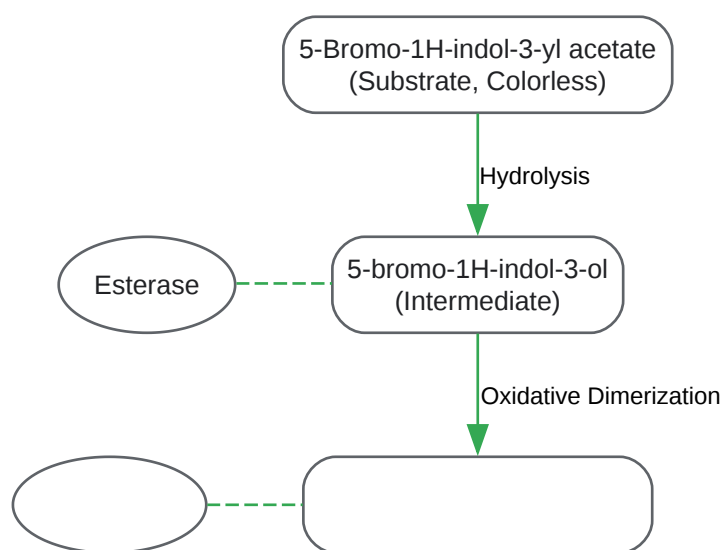 5-Bromo-1H-indol-3-yl acetate
(Substrate, Colorless)
Hydrolysis
Esterase
5-bromo-1H-indol-3-ol
(Intermediate)
Oxidative Dimerization